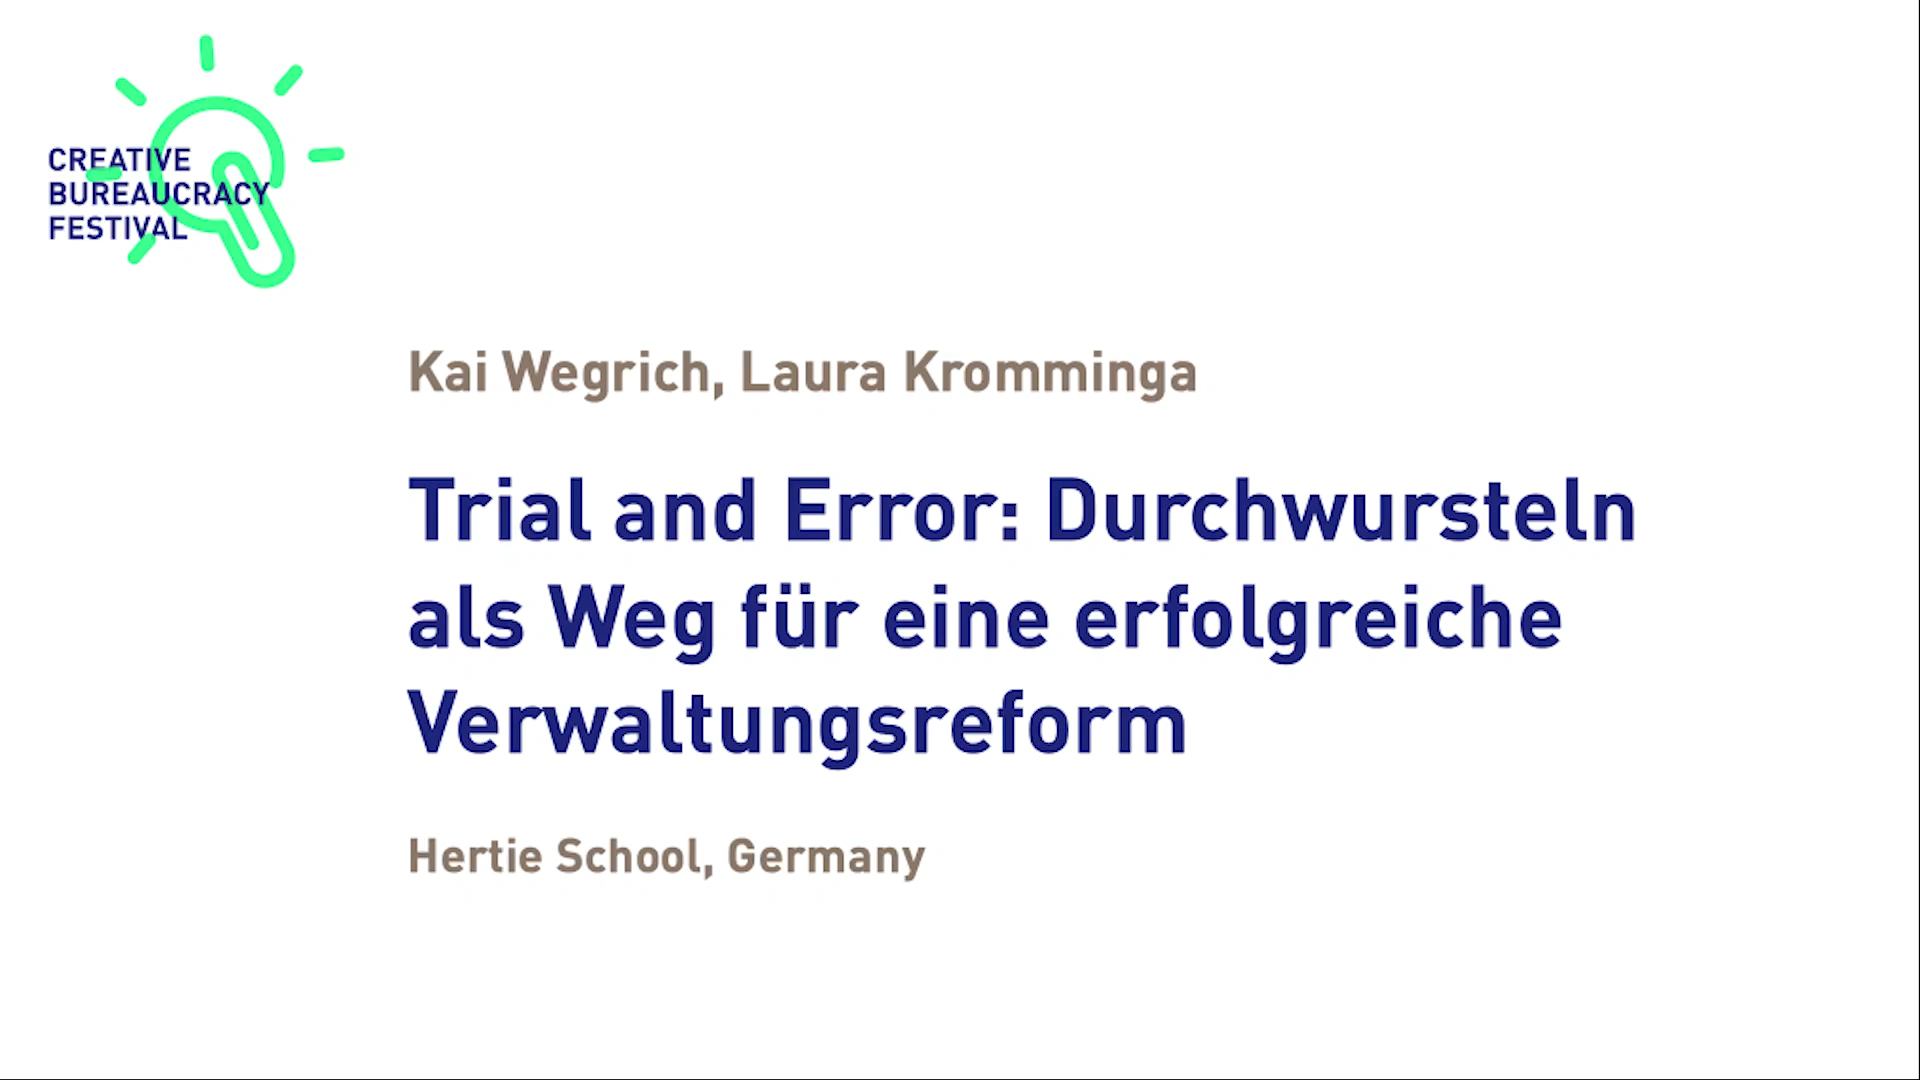 CREATIVE
BUREAUCRACY
FESTIVAL
Kai Wegrich, Laura Kromminga
Trial and Error: Durchwursteln
als Weg für eine erfolgreiche
Verwaltungsreform
Hertie School, Germany